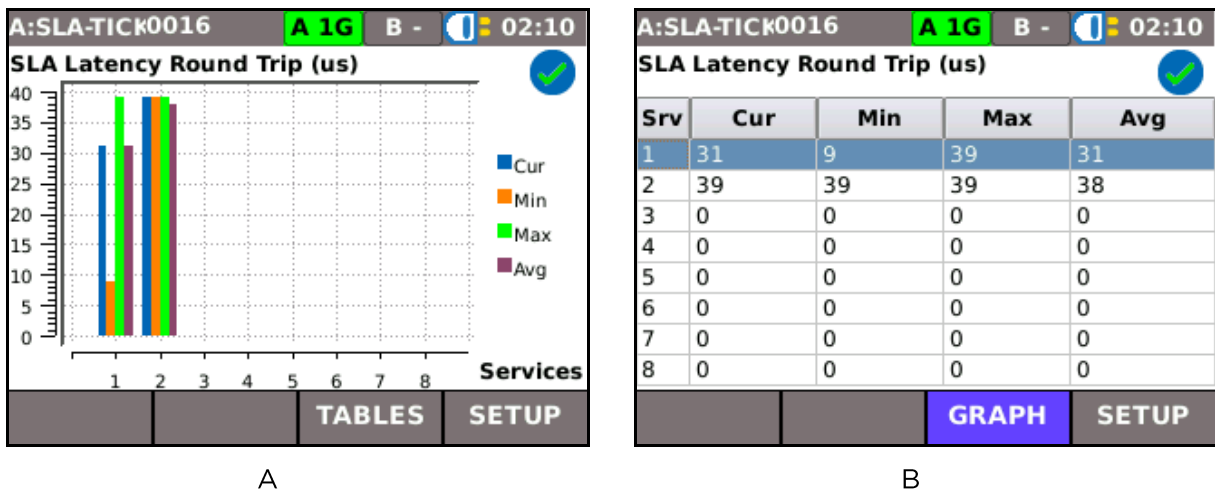 A:SLA-TICK0016 A 1G B - 02:10
SLA Latency Round Trip (us)
40
35
30
25
20
15
10
5
0
Cur
Min
Max
Avg
1 2 3 4 5 6 7 8
Services
TABLES SETUP
A
A:SLA-TICK0016 A 1G B - 02:10
SLA Latency Round Trip (us)
Srv Cur Min Max Avg
1 31 9 39 31
2 39 39 39 38
3 0 0 0 0
4 0 0 0 0
5 0 0 0 0
6 0 0 0 0
7 0 0 0 0
8 0 0 0 0
GRAPH SETUP
B